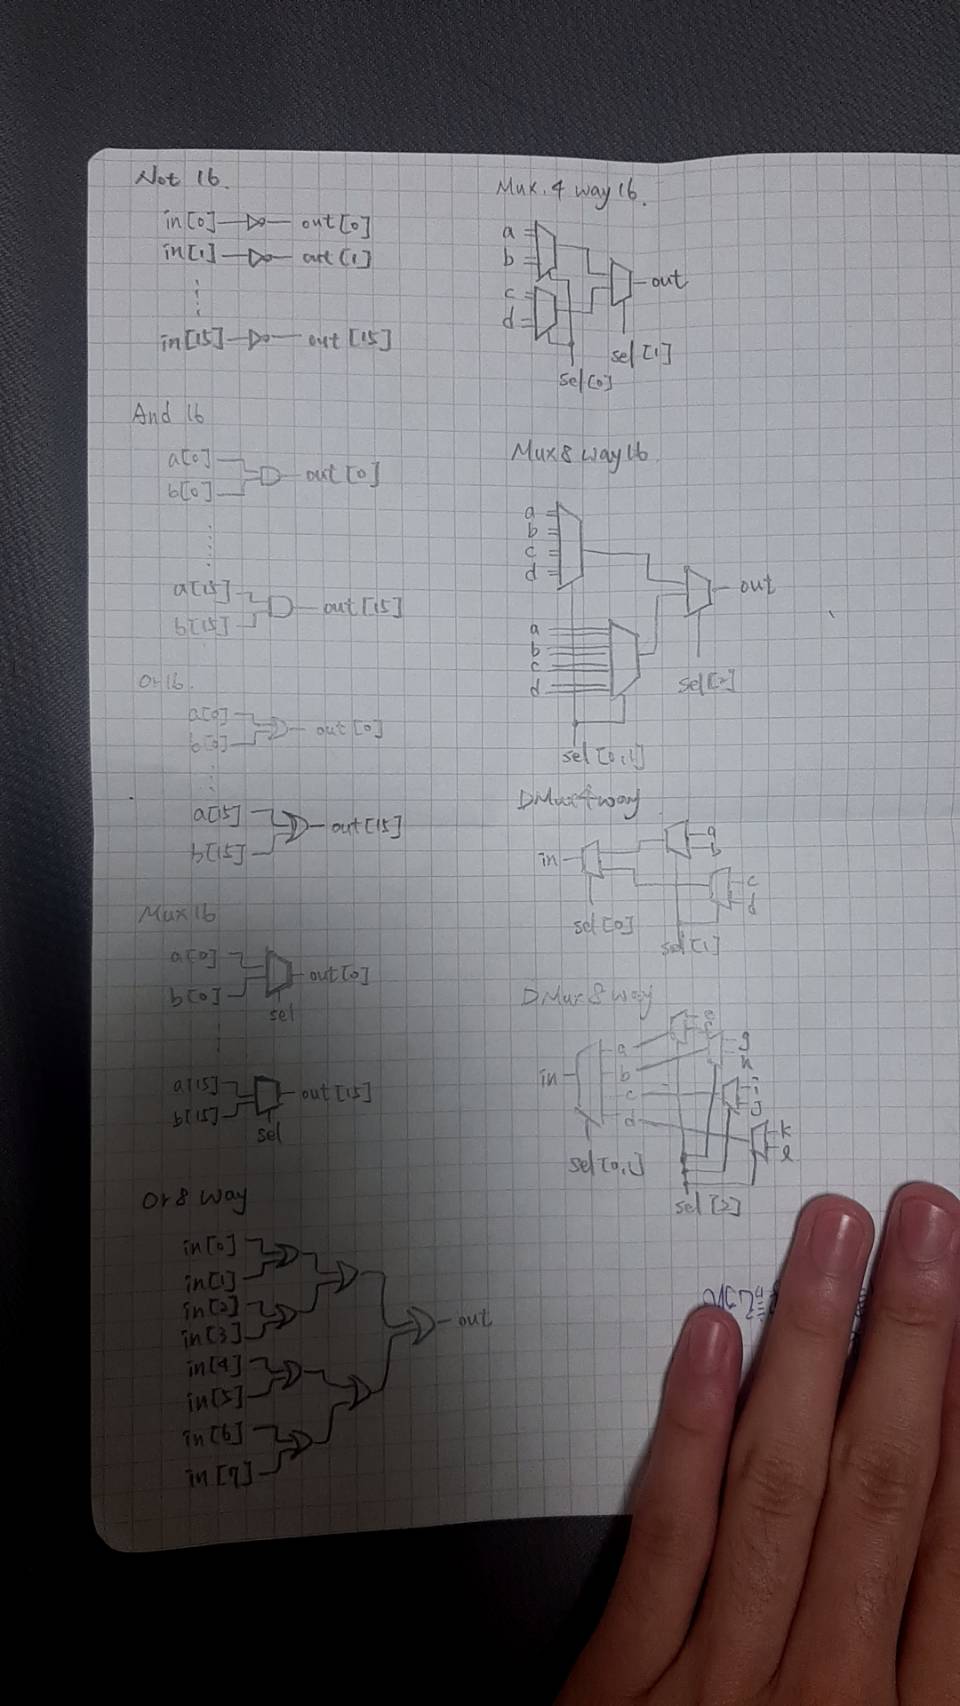 Not 16.
in[0] out[0]
in[1] out[1]
in[15] out[15]
And 16
a[0]
out[0]
b[0]
a[15]
out[15]
b[15]
Or 16.
a[0]
out[0]
b[0]
a[15]
out[15]
b[15]
Mux 16
a[0]
out[0]
b[0]
sel
a[15]
out[15]
b[15]
sel
Or 8 Way
in[0]
in[1]
in[2]
in[3]
out
in[4]
in[5]
in[6]
in[7]
Mux.4 way 16.
a
b
out
c
d
sel[1]
sel[0]
Mux 8 way 16
a
b
c
d
out
a
b
c
d
sel[2]
sel[0,1]
DMux 4 way
a
b
in
c
d
sel[0]
sel[1]
DMux 8 way
e
f
g
h
a
b
in
c
d
i
j
k
l
sel[0,1]
sel[2]